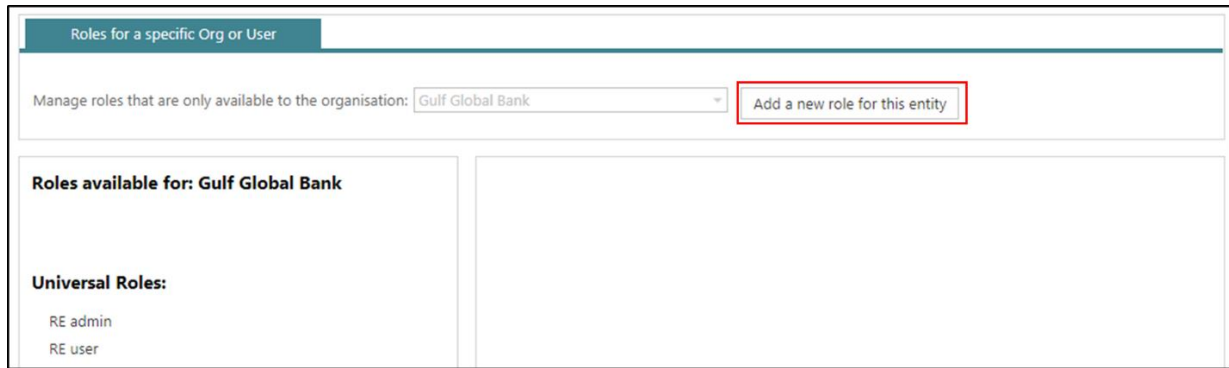 Roles for a specific Org or User
Manage roles that are only available to the organisation: Gulf Global Bank Add a new role for this entity
Roles available for: Gulf Global Bank
Universal Roles:
RE admin
RE user